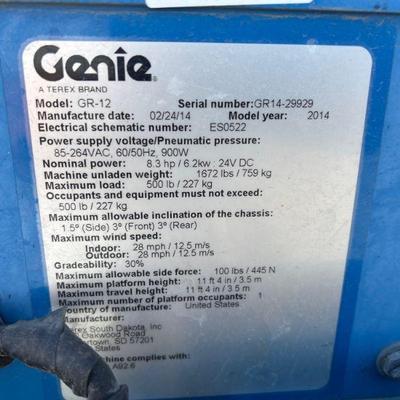 Genie
A TEREX BRAND
Model: GR-12 Serial number: GR14-29929
Manufacture date: 02/24/14 Model year: 2014
Electrical schematic number: ES0522
Power supply voltage/Pneumatic pressure:
85-264VAC, 60/50Hz, 900W
Nominal power: 8.3 hp / 6.2kw : 24V DC
Machine unladen weight: 1672 lbs / 759 kg
Maximum load: 500 lb / 227 kg
Occupants and equipment must not exceed:
500 lb / 227 kg
Maximum allowable inclination of the chassis:
1.5° (Side) 3° (Front) 3° (Rear)
Maximum wind speed:
Indoor: 28 mph / 12.5 m/s
Outdoor: 28 mph / 12.5 m/s
Gradeability: 30%
Maximum allowable side force: 100 lbs / 445 N
Maximum platform height: 11 ft 4 in / 3.5 m
Maximum travel height: 11 ft 4 in / 3.5 m
Maximum number of platform occupants: 1
Country of manufacture: United States
Manufacturer:
Terex South Dakota, Inc
Oakwood Road
SD 57201
States
complies with
A92.6